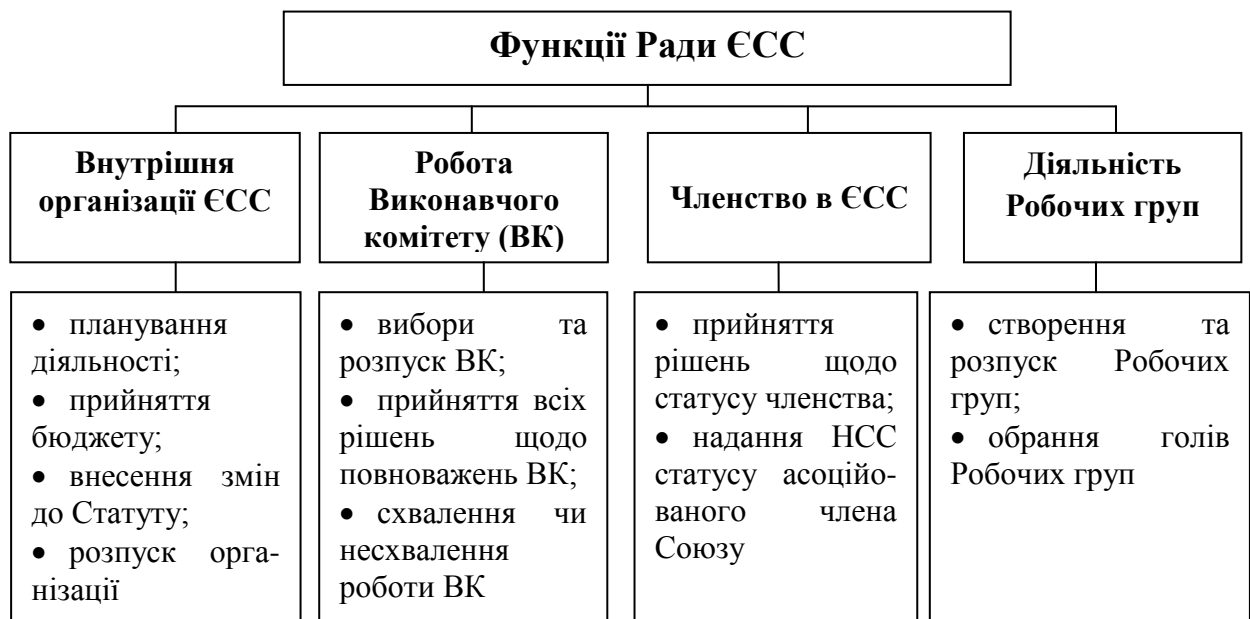 Функції Ради ЄСС
Внутрішня
організації ЄСС
Робота
Виконавчого
комітету (ВК)
Членство в ЄСС
Діяльність
Робочих груп
• планування
діяльності;
• прийняття
бюджету;
• внесення змін
до Статуту;
• розпуск орга-
нізації
• вибори та
розпуск ВК;
• прийняття всіх
рішень щодо
повноважень ВК;
• схвалення чи
несхвалення
роботи ВК
• прийняття
рішень щодо
статусу членства;
• надання НСС
статусу асоційо-
ваного члена
Союзу
• створення та
розпуск Робочих
груп;
• обрання голів
Робочих груп